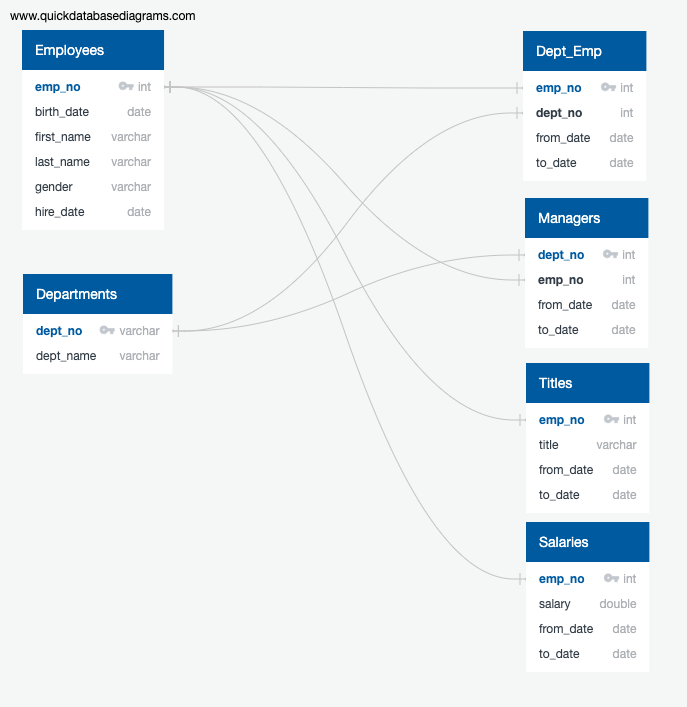 www.quickdatabasediagrams.com
Employees
emp_no int
birth_date date
first_name varchar
last_name varchar
gender varchar
hire_date date
Departments
dept_no varchar
dept_name varchar
Dept_Emp
emp_no int
dept_no int
from_date date
to_date date
Managers
dept_no int
emp_no int
from_date date
to_date date
Titles
emp_no int
title varchar
from_date date
to_date date
Salaries
emp_no int
salary double
from_date date
to_date date